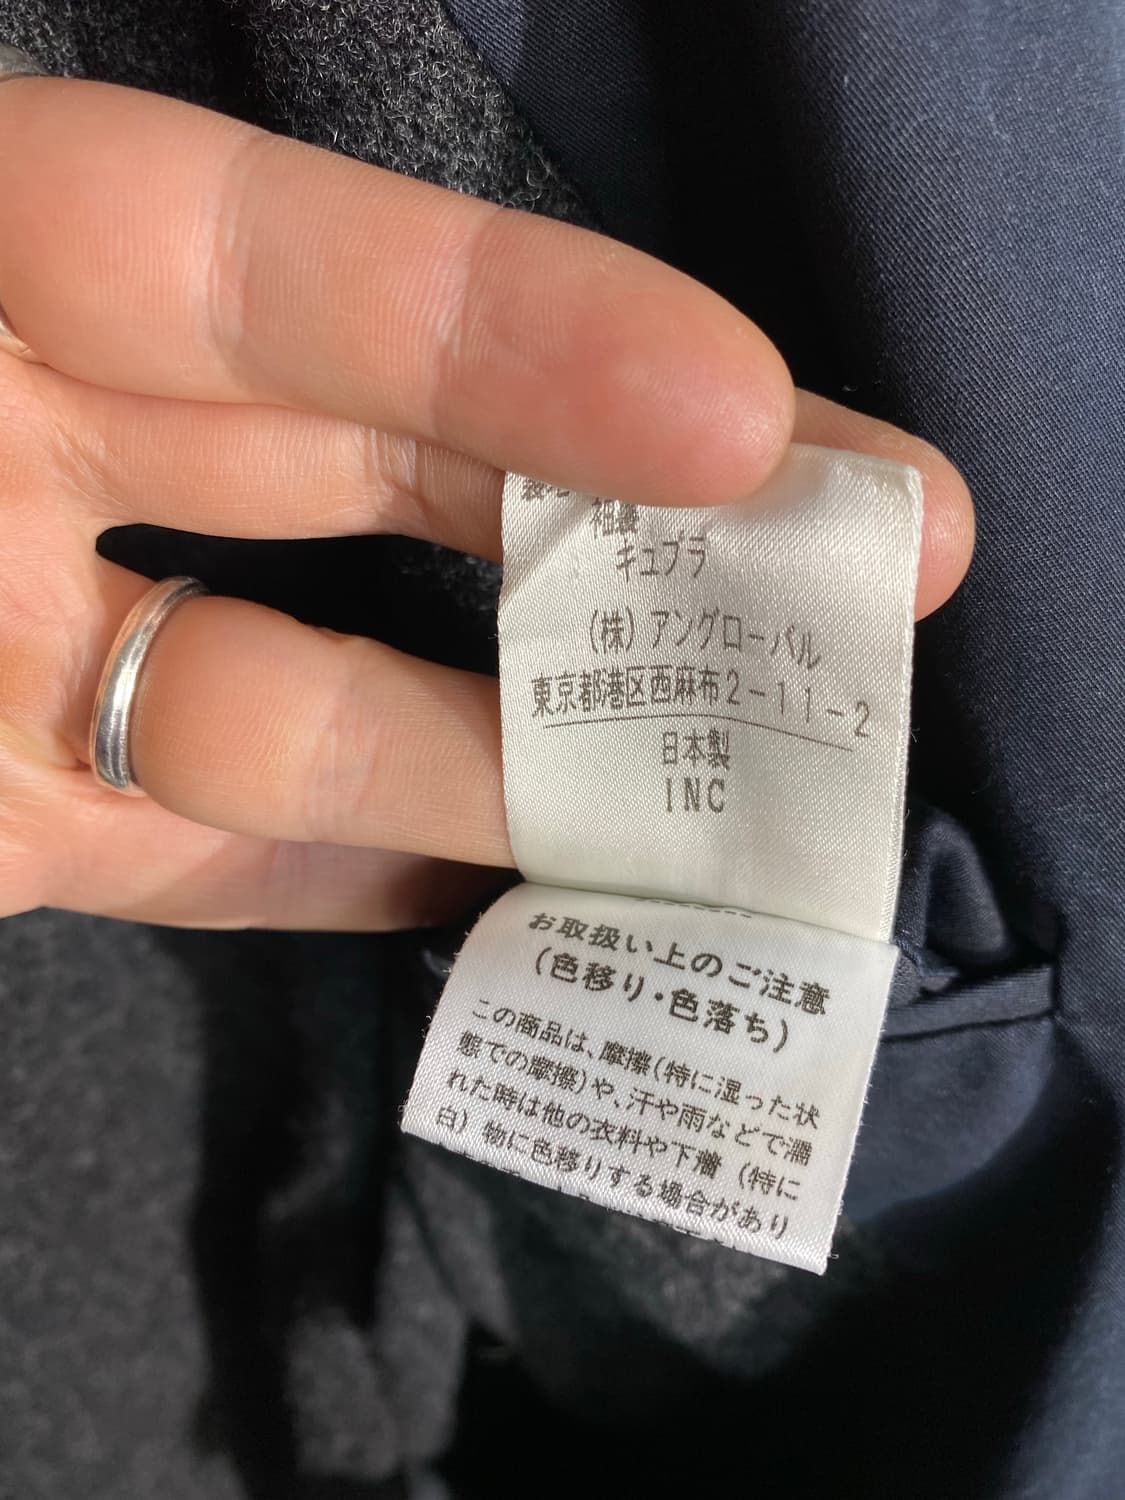 袖裏
キュプラ
(株)アングローバル
東京都港区西麻布2-11-2
日本製
INC
お取扱い上のご注意
(色移り・色落ち)
この商品は、摩擦(特に湿った状
態での摩擦)や、汗や雨などで濡
れた時は他の衣料や下着(特に
白)物に色移りする場合があり